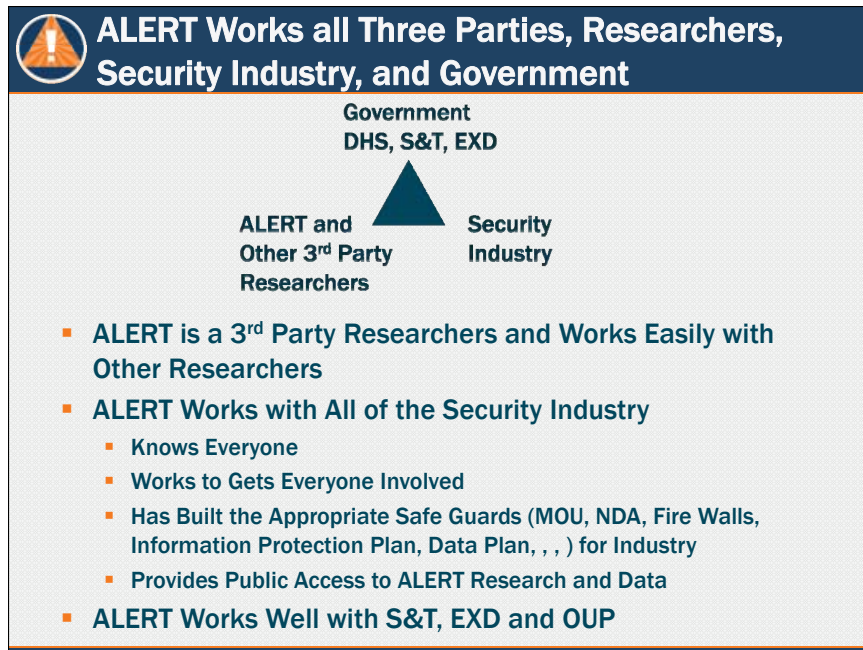 ALERT Works all Three Parties, Researchers,
Security Industry, and Government
Government
DHS, S&T, EXD
ALERT and
Other 3rd Party
Researchers
Security
Industry
▪ ALERT is a 3rd Party Researchers and Works Easily with
Other Researchers
▪ ALERT Works with All of the Security Industry
▪ Knows Everyone
▪ Works to Gets Everyone Involved
▪ Has Built the Appropriate Safe Guards (MOU, NDA, Fire Walls,
Information Protection Plan, Data Plan, , , ) for Industry
▪ Provides Public Access to ALERT Research and Data
▪ ALERT Works Well with S&T, EXD and OUP